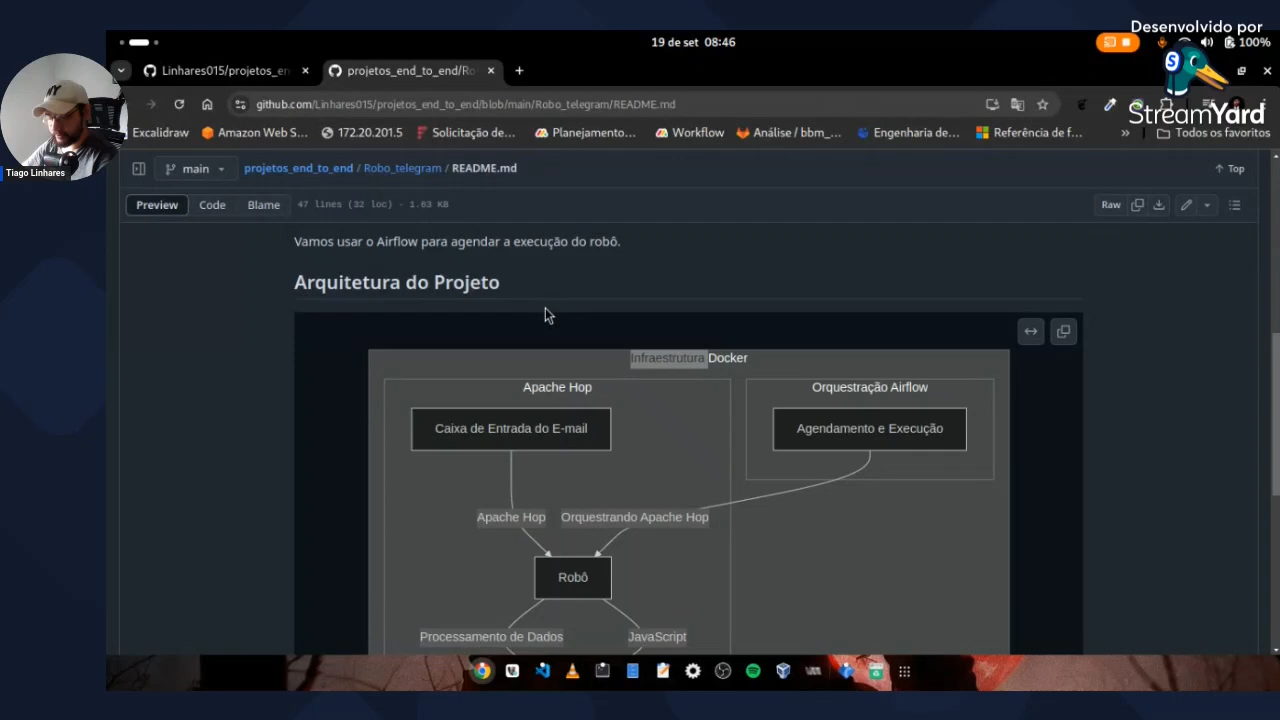 Desenvolvido por
StreamYard
Tiago Linhares
19 de set 08:46
100%
Linhares015/projetos_en
projetos_end_to_end/Ro
github.com/Linhares015/projetos_end_to_end/blob/main/Robo_telegram/README.md
Excalidraw
Amazon Web S...
172.20.201.5
Solicitação de...
Planejamento...
Workflow
Análise / bbm_...
Engenharia de...
Referência de f...
»
Todos os favoritos
main
projetos_end_to_end / Robo_telegram / README.md
Top
Preview
Code
Blame
47 lines (32 loc) · 1.63 KB
Raw
Vamos usar o Airflow para agendar a execução do robô.
Arquitetura do Projeto
Infraestrutura Docker
Apache Hop
Orquestração Airflow
Caixa de Entrada do E-mail
Agendamento e Execução
Apache Hop
Orquestrando Apache Hop
Robô
Processamento de Dados
JavaScript